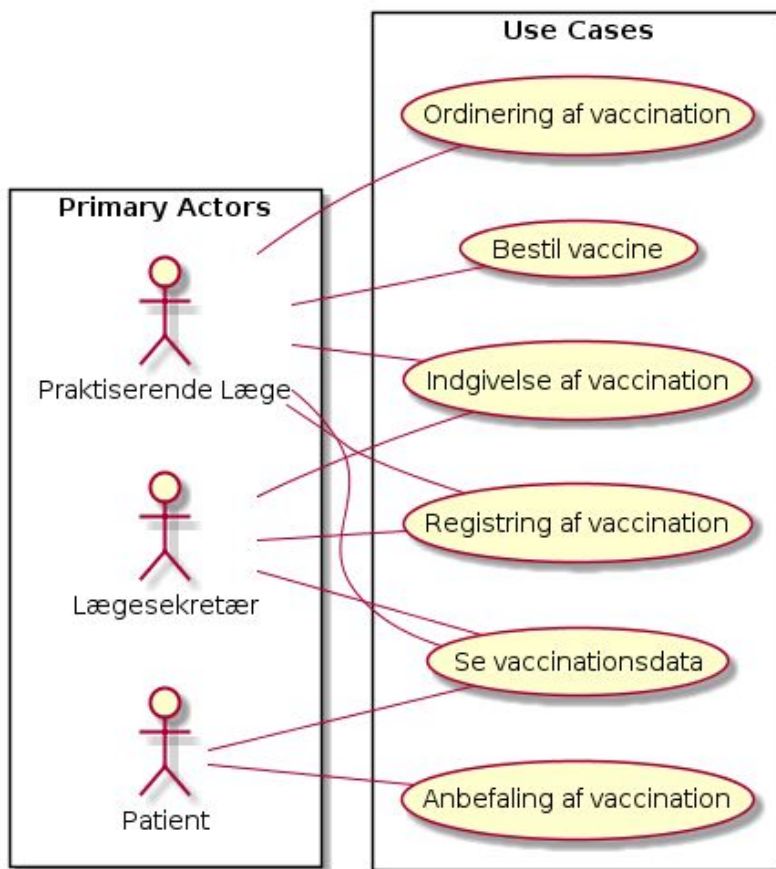 Use Cases
Ordinering af vaccination
Bestil vaccine
Indgivelse af vaccination
Registring af vaccination
Se vaccinationsdata
Anbefaling af vaccination
Primary Actors
Praktiserende Læge
Lægesekretær
Patient